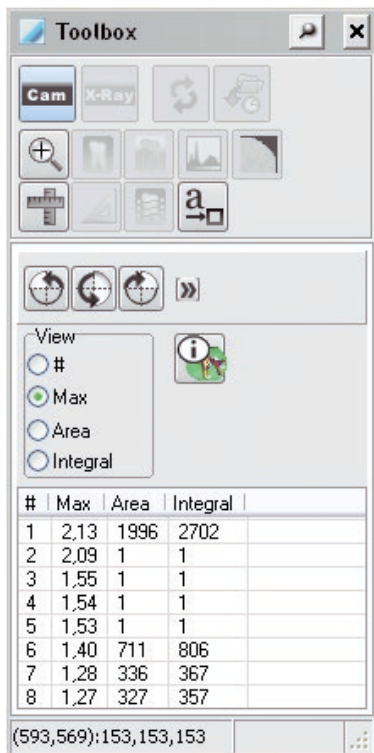 Toolbox
Cam X-Ray
a
View
#
Max
Area
Integral
# Max Area Integral
1 2,13 1996 2702
2 2,09 1 1
3 1,55 1 1
4 1,54 1 1
5 1,53 1 1
6 1,40 711 806
7 1,28 336 367
8 1,27 327 357
(593,569):153,153,153